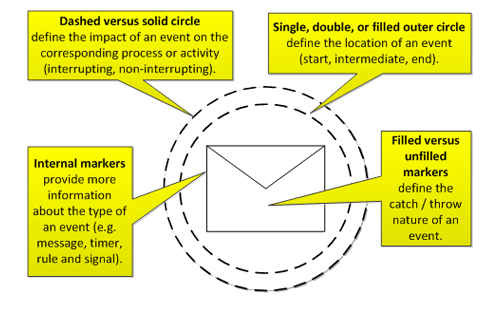 Dashed versus solid circle
define the impact of an event on the
corresponding process or activity
(interrupting, non-interrupting).
Single, double, or filled outer circle
define the location of an event
(start, intermediate, end).
Internal markers
provide more
information
about the type of
an event (e.g.
message, timer,
rule and signal).
Filled versus
unfilled
markers
define the
catch / throw
nature of an
event.